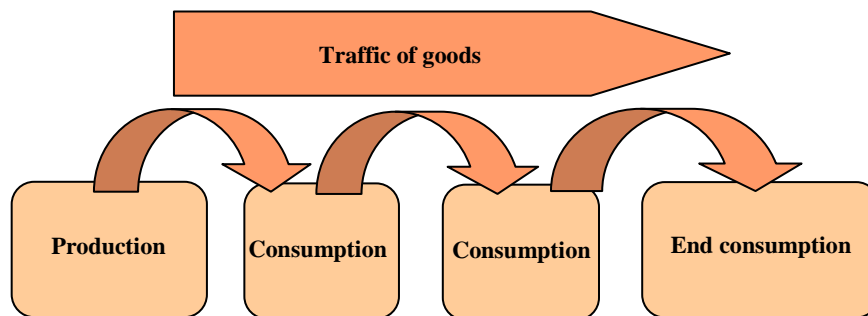 Traffic of goods
Production
Consumption
Consumption
End consumption